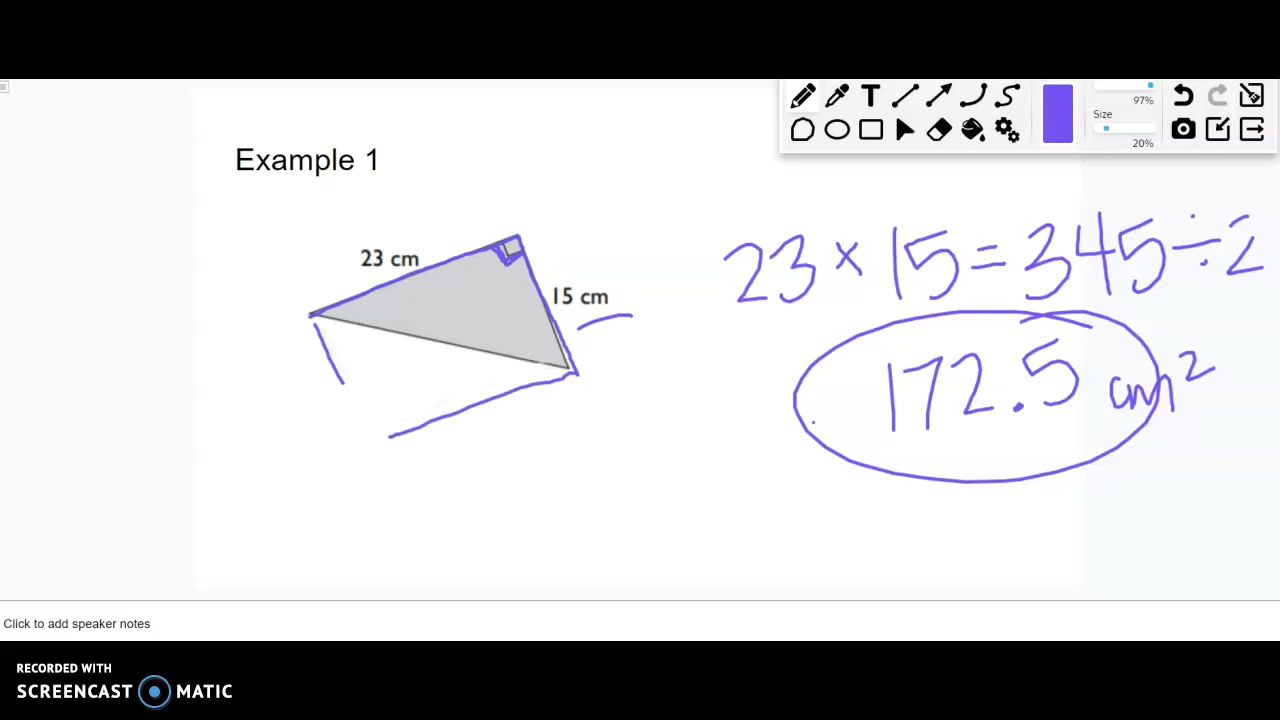 97%
Size
20%
Example 1
23 cm
15 cm
23 × 15 = 345 ÷ 2
172.5 cm²
Click to add speaker notes
RECORDED WITH
SCREENCAST MATIC